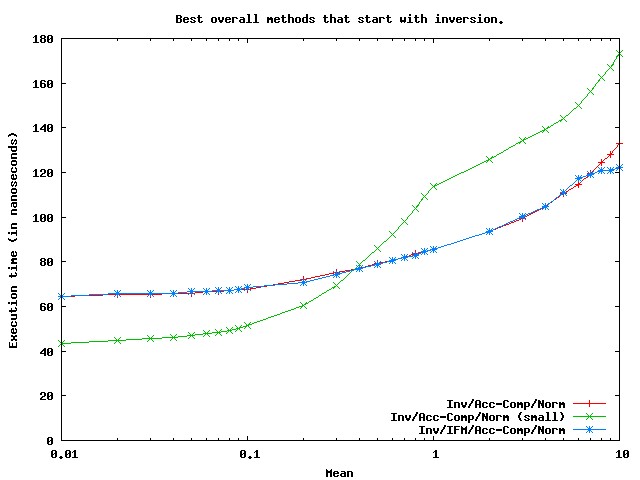 Best overall methods that start with inversion.
180
160
140
120
100
80
60
40
20
0
Execution time (in nanoseconds)
Inv/Acc-Comp/Norm
Inv/Acc-Comp/Norm (small)
Inv/IFM/Acc-Comp/Norm
0.01 0.1 1 10
Mean